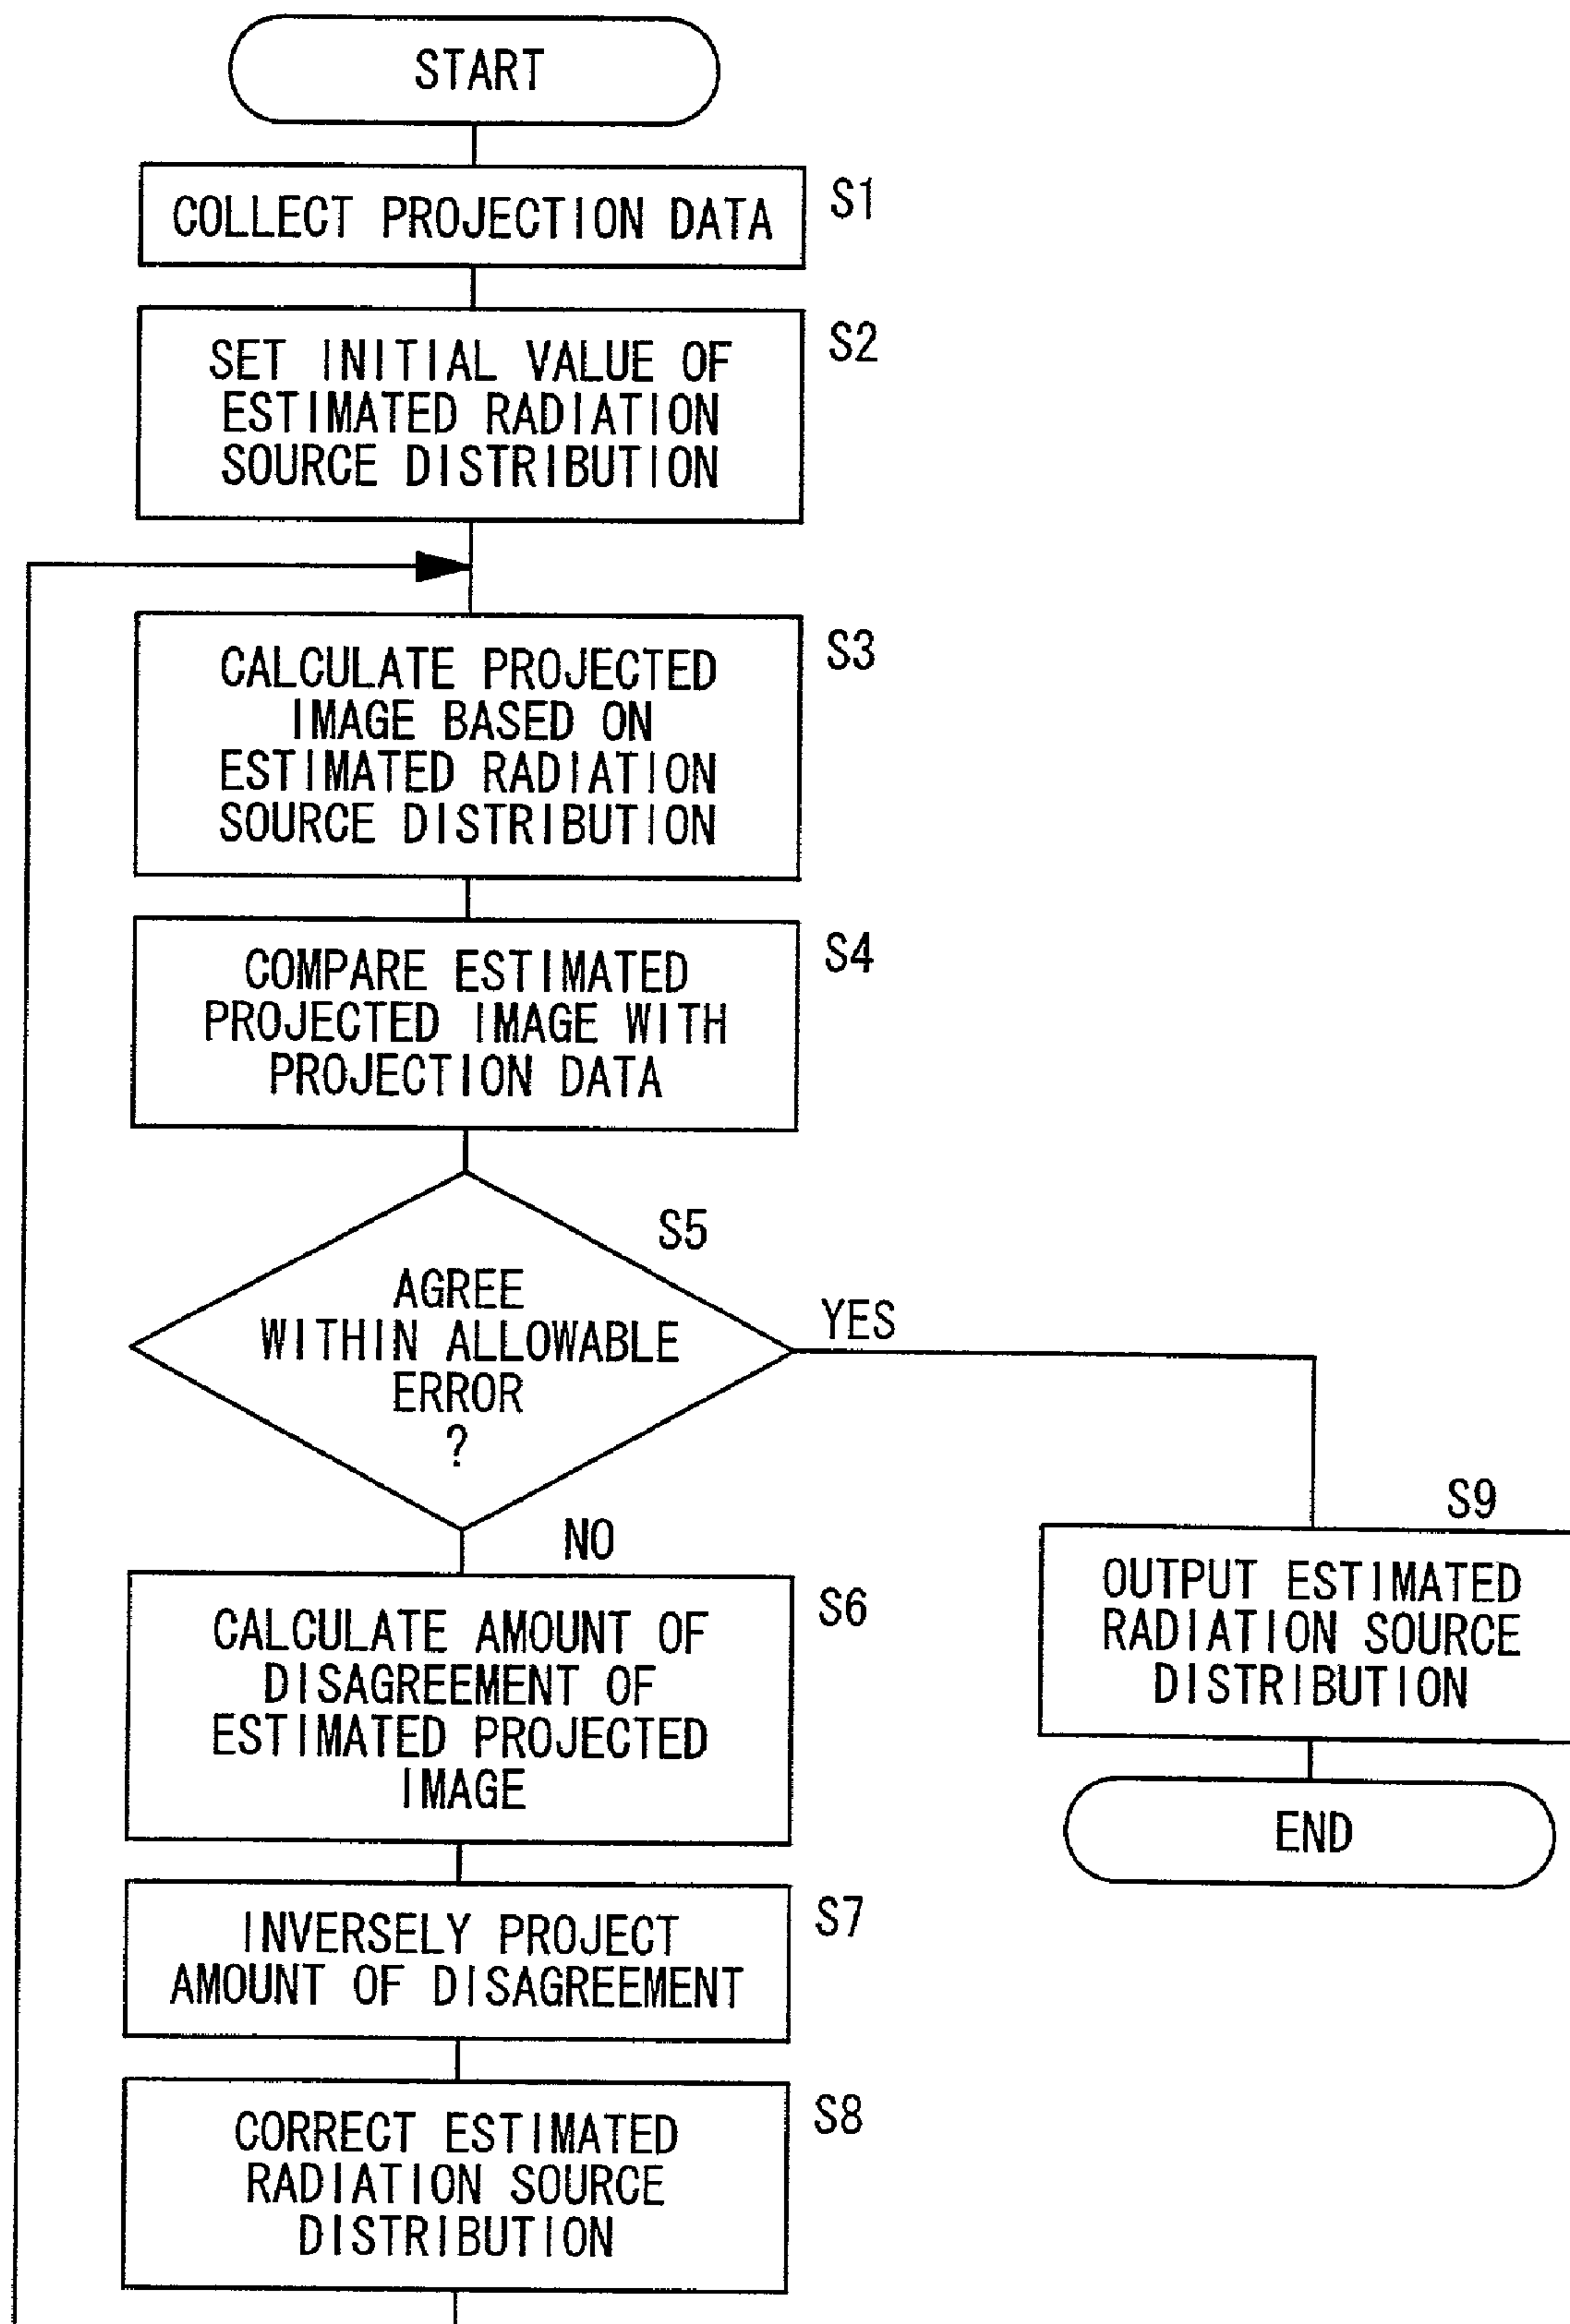 START
COLLECT PROJECTION DATA
S1
SET INITIAL VALUE OF
ESTIMATED RADIATION
SOURCE DISTRIBUTION
S2
CALCULATE PROJECTED
IMAGE BASED ON
ESTIMATED RADIATION
SOURCE DISTRIBUTION
S3
COMPARE ESTIMATED
PROJECTED IMAGE WITH
PROJECTION DATA
S4
S5
AGREE
WITHIN ALLOWABLE
ERROR
?
YES
NO
CALCULATE AMOUNT OF
DISAGREEMENT OF
ESTIMATED PROJECTED
IMAGE
S6
INVERSELY PROJECT
AMOUNT OF DISAGREEMENT
S7
CORRECT ESTIMATED
RADIATION SOURCE
DISTRIBUTION
S8
S9
OUTPUT ESTIMATED
RADIATION SOURCE
DISTRIBUTION
END